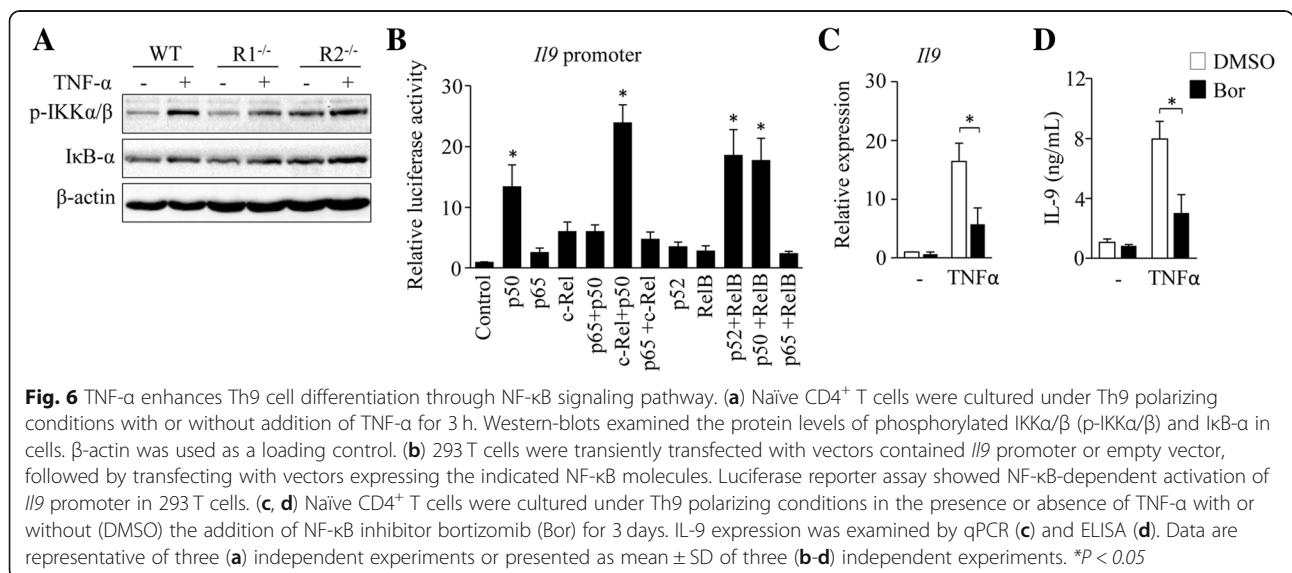 A
WT R1-/- R2-/-
TNF-α - + - + - +
p-IKKα/β
IκB-α
β-actin
B
Il9 promoter
Relative luciferase activity
30
20
10
0
* * * *
Control
p50
p65
c-Rel
p65+p50
c-Rel+p50
p65 +c-Rel
p52
RelB
p52+RelB
p50 +RelB
p65 +RelB
C
Il9
Relative expression
30
20
10
0
*
- TNFα
D
DMSO
Bor
IL-9 (ng/mL)
12
8
4
0
*
- TNFα
Fig. 6 TNF-α enhances Th9 cell differentiation through NF-κB signaling pathway. (a) Naïve CD4+ T cells were cultured under Th9 polarizing
conditions with or without addition of TNF-α for 3 h. Western-blots examined the protein levels of phosphorylated IKKα/β (p-IKKα/β) and IκB-α in
cells. β-actin was used as a loading control. (b) 293 T cells were transiently transfected with vectors contained Il9 promoter or empty vector,
followed by transfecting with vectors expressing the indicated NF-κB molecules. Luciferase reporter assay showed NF-κB-dependent activation of
Il9 promoter in 293 T cells. (c, d) Naïve CD4+ T cells were cultured under Th9 polarizing conditions in the presence or absence of TNF-α with or
without (DMSO) the addition of NF-κB inhibitor bortizomib (Bor) for 3 days. IL-9 expression was examined by qPCR (c) and ELISA (d). Data are
representative of three (a) independent experiments or presented as mean ± SD of three (b-d) independent experiments. *P < 0.05